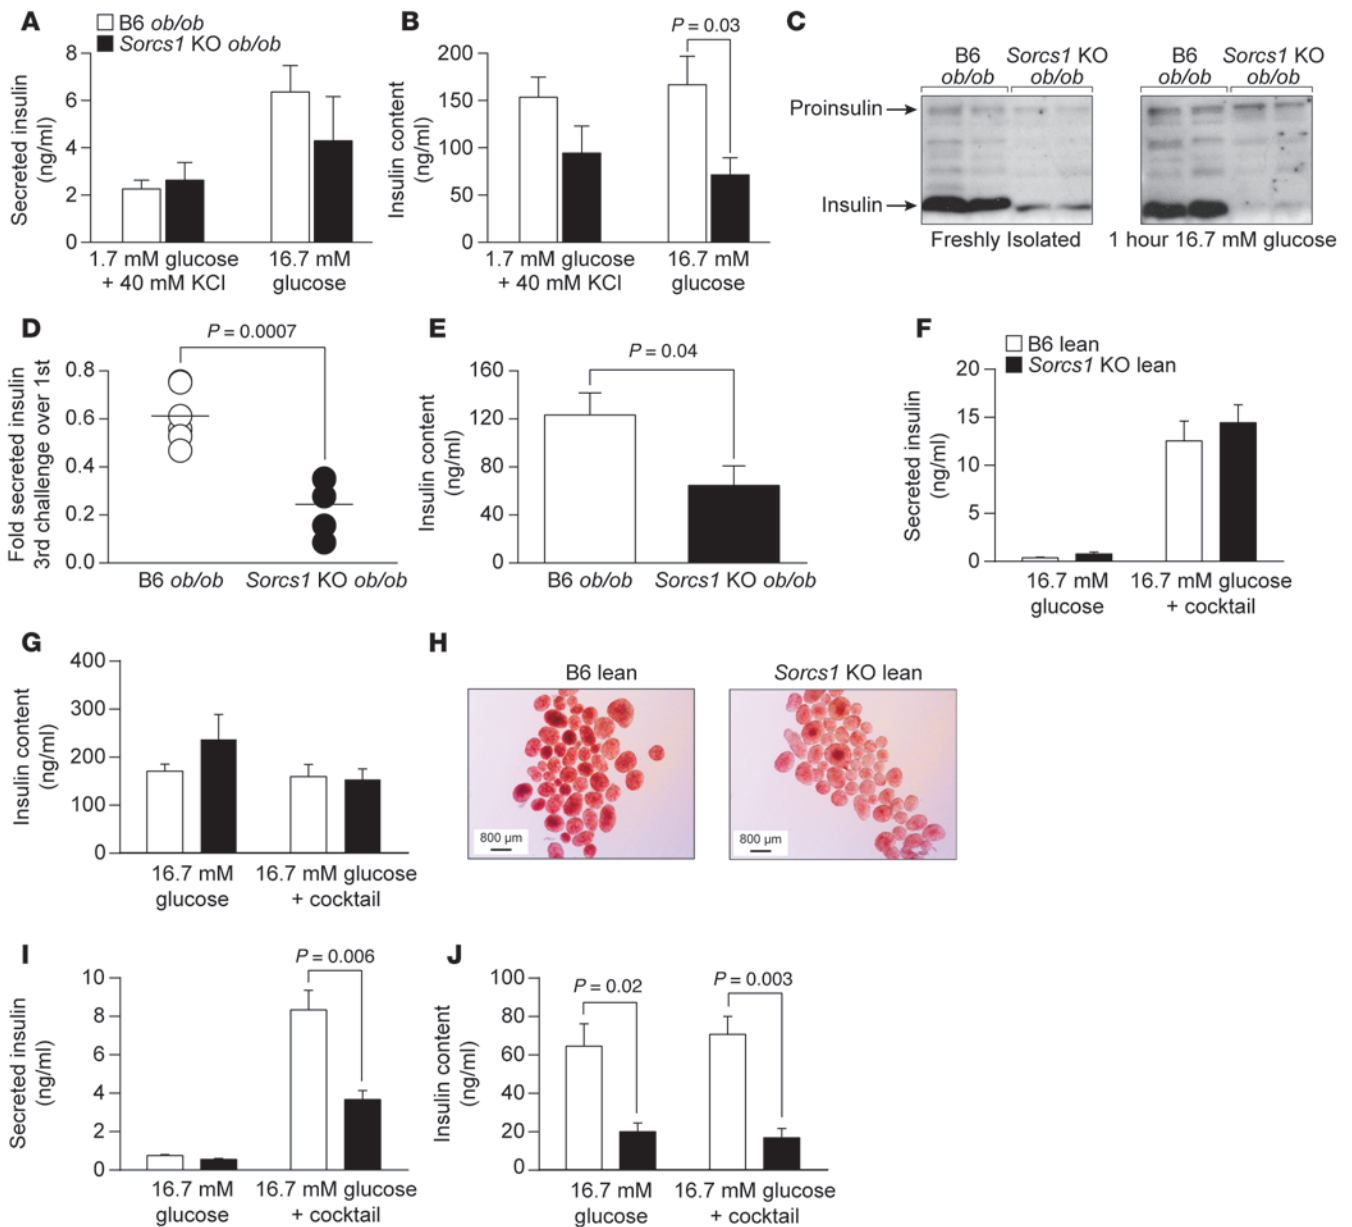 A
B6 ob/ob
Sorcs1 KO ob/ob
Secreted insulin
(ng/ml)
8
6
4
2
0
1.7 mM glucose
+ 40 mM KCl
16.7 mM
glucose
B
P = 0.03
Insulin content
(ng/ml)
200
150
100
50
0
1.7 mM glucose
+ 40 mM KCl
16.7 mM
glucose
C
B6
ob/ob
Sorcs1 KO
ob/ob
B6
ob/ob
Sorcs1 KO
ob/ob
Proinsulin
Insulin
Freshly Isolated
1 hour 16.7 mM glucose
D
P = 0.0007
Fold secreted insulin
3rd challenge over 1st
0.8
0.6
0.4
0.2
0.0
B6 ob/ob
Sorcs1 KO ob/ob
E
P = 0.04
Insulin content
(ng/ml)
160
120
80
40
0
B6 ob/ob
Sorcs1 KO ob/ob
F
B6 lean
Sorcs1 KO lean
Secreted insulin
(ng/ml)
20
15
10
5
0
16.7 mM
glucose
16.7 mM glucose
+ cocktail
G
Insulin content
(ng/ml)
400
300
200
100
0
16.7 mM
glucose
16.7 mM glucose
+ cocktail
H
B6 lean
Sorcs1 KO lean
800 µm
800 µm
I
P = 0.006
Secreted insulin
(ng/ml)
10
8
6
4
2
0
16.7 mM
glucose
16.7 mM glucose
+ cocktail
J
P = 0.02
P = 0.003
Insulin content
(ng/ml)
100
80
60
40
20
0
16.7 mM
glucose
16.7 mM glucose
+ cocktail